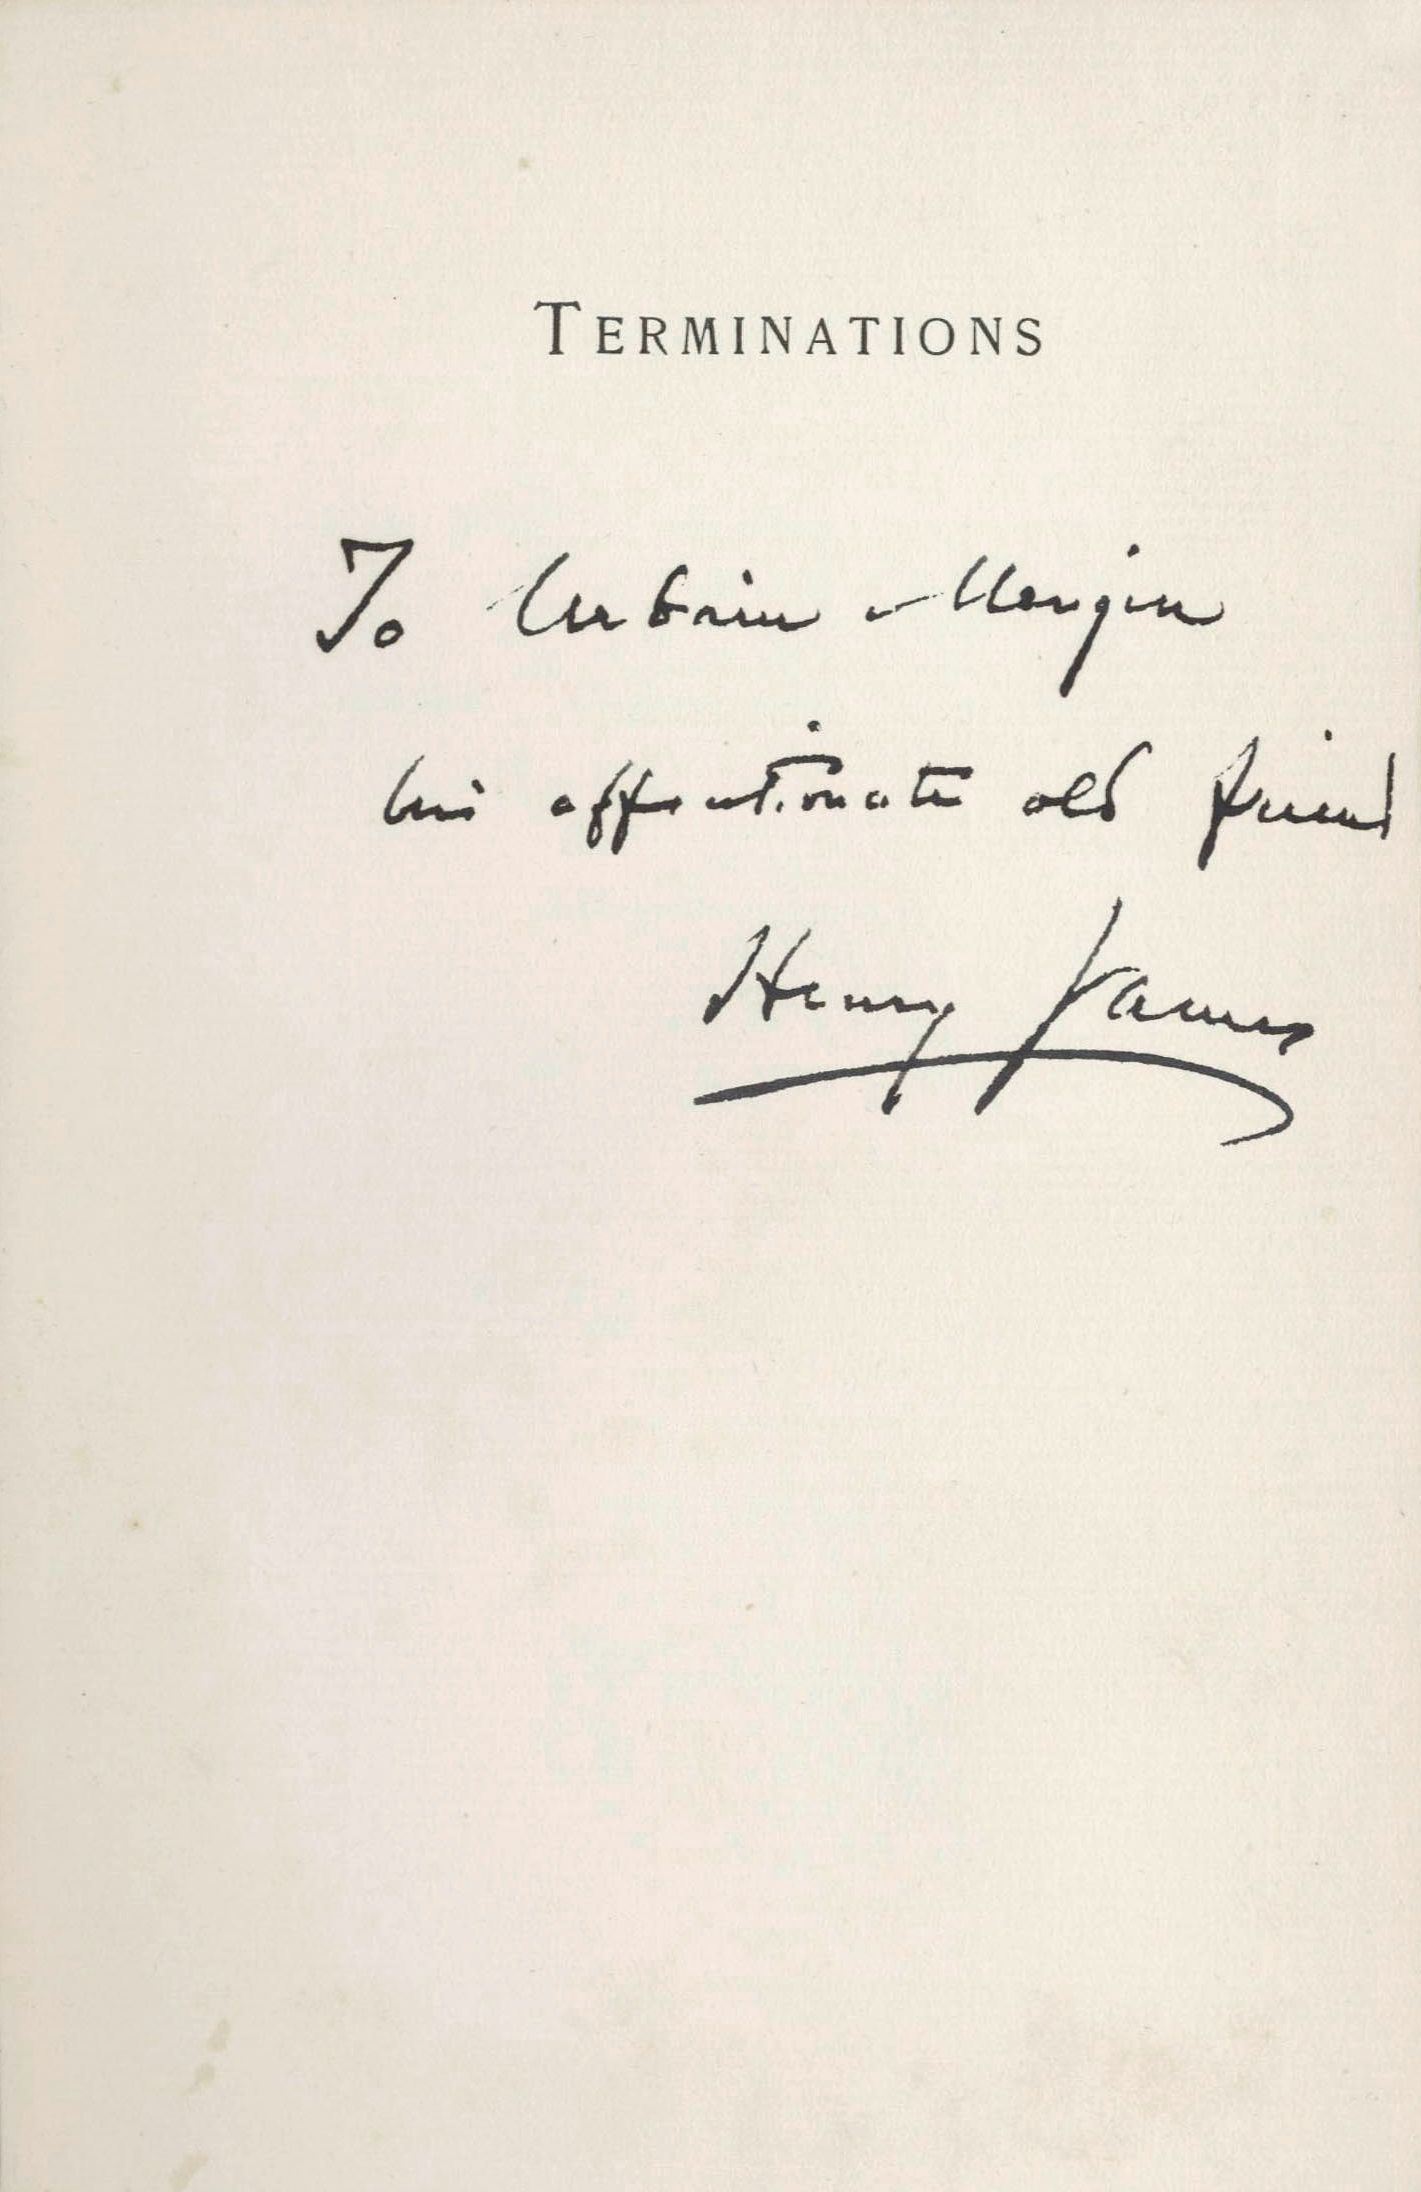 TERMINATIONS
To Urbain Mengin
his affectionate old friend
Henry James